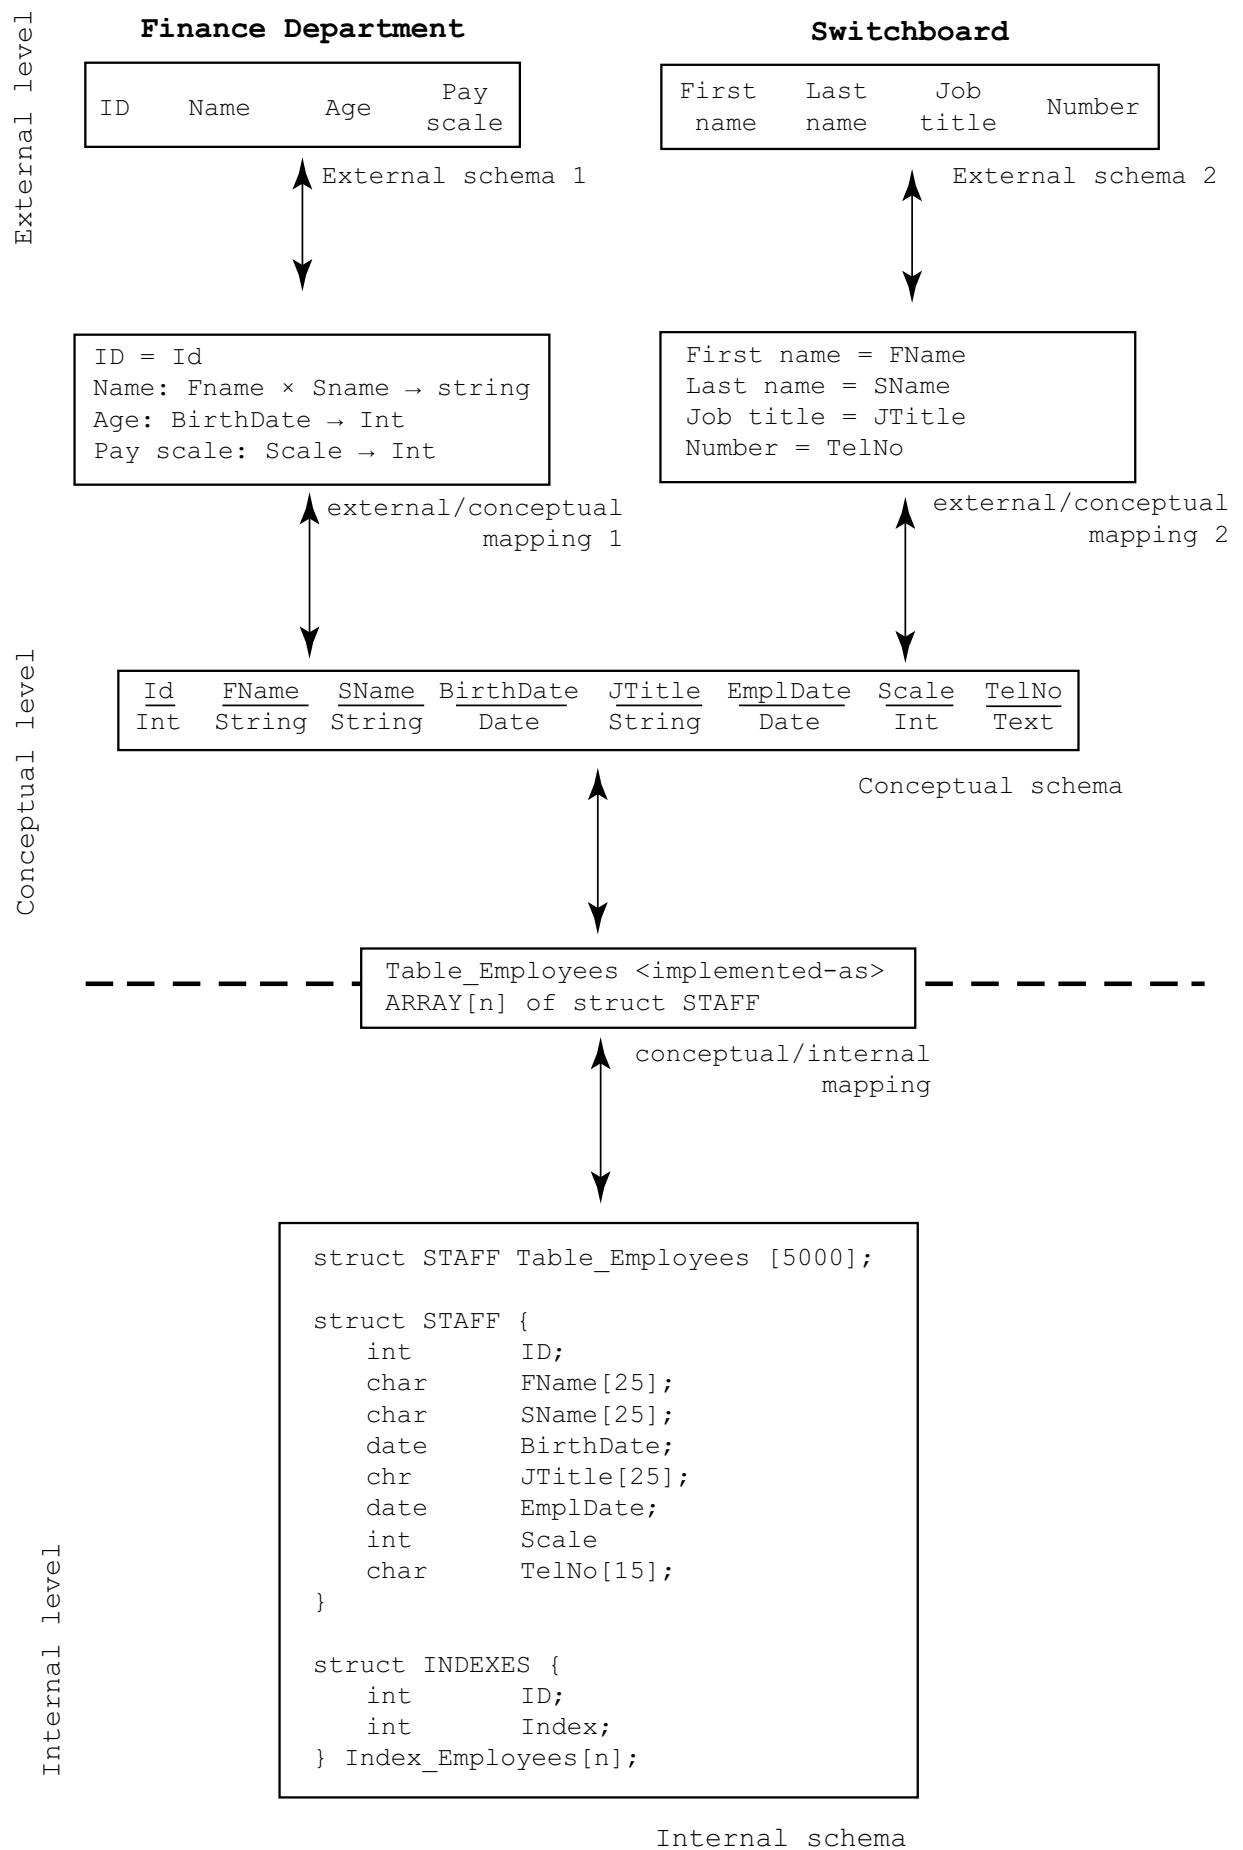 External level
Finance Department
Switchboard
ID Name Age Pay scale
First name Last name Job title Number
External schema 1
External schema 2
ID = Id
Name: Fname × Sname → string
Age: BirthDate → Int
Pay scale: Scale → Int
First name = FName
Last name = SName
Job title = JTitle
Number = TelNo
external/conceptual
mapping 1
external/conceptual
mapping 2
Conceptual level
Id FName SName BirthDate JTitle EmplDate Scale TelNo
Int String String Date String Date Int Text
Conceptual schema
Table_Employees <implemented-as>
ARRAY[n] of struct STAFF
conceptual/internal
mapping
Internal level
struct STAFF Table_Employees [5000];
struct STAFF {
int ID;
char FName[25];
char SName[25];
date BirthDate;
chr JTitle[25];
date EmplDate;
int Scale
char TelNo[15];
}
struct INDEXES {
int ID;
int Index;
} Index_Employees[n];
Internal schema